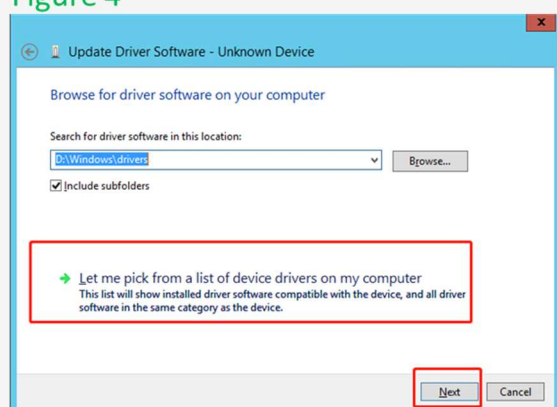 Figure 4
x
Update Driver Software - Unknown Device
Browse for driver software on your computer
Search for driver software in this location:
D:\Windows\drivers
Browse...
Include subfolders
Let me pick from a list of device drivers on my computer
This list will show installed driver software compatible with the device, and all driver
software in the same category as the device.
Next Cancel